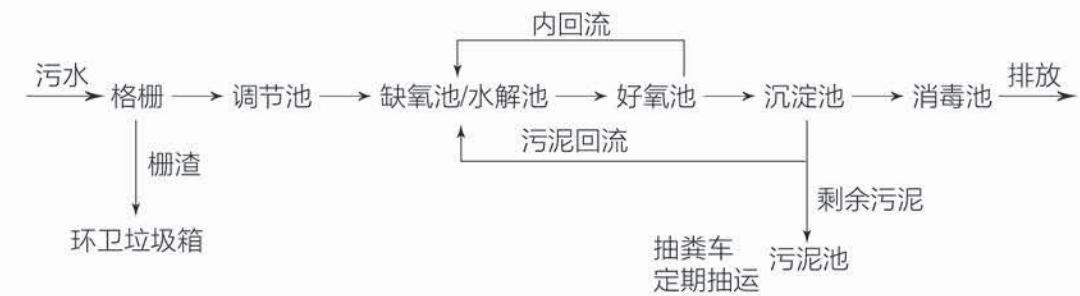 内回流
污水
格栅
调节池
缺氧池/水解池
好氧池
沉淀池
消毒池
排放
污泥回流
栅渣
剩余污泥
环卫垃圾箱
抽粪车
定期抽运
污泥池